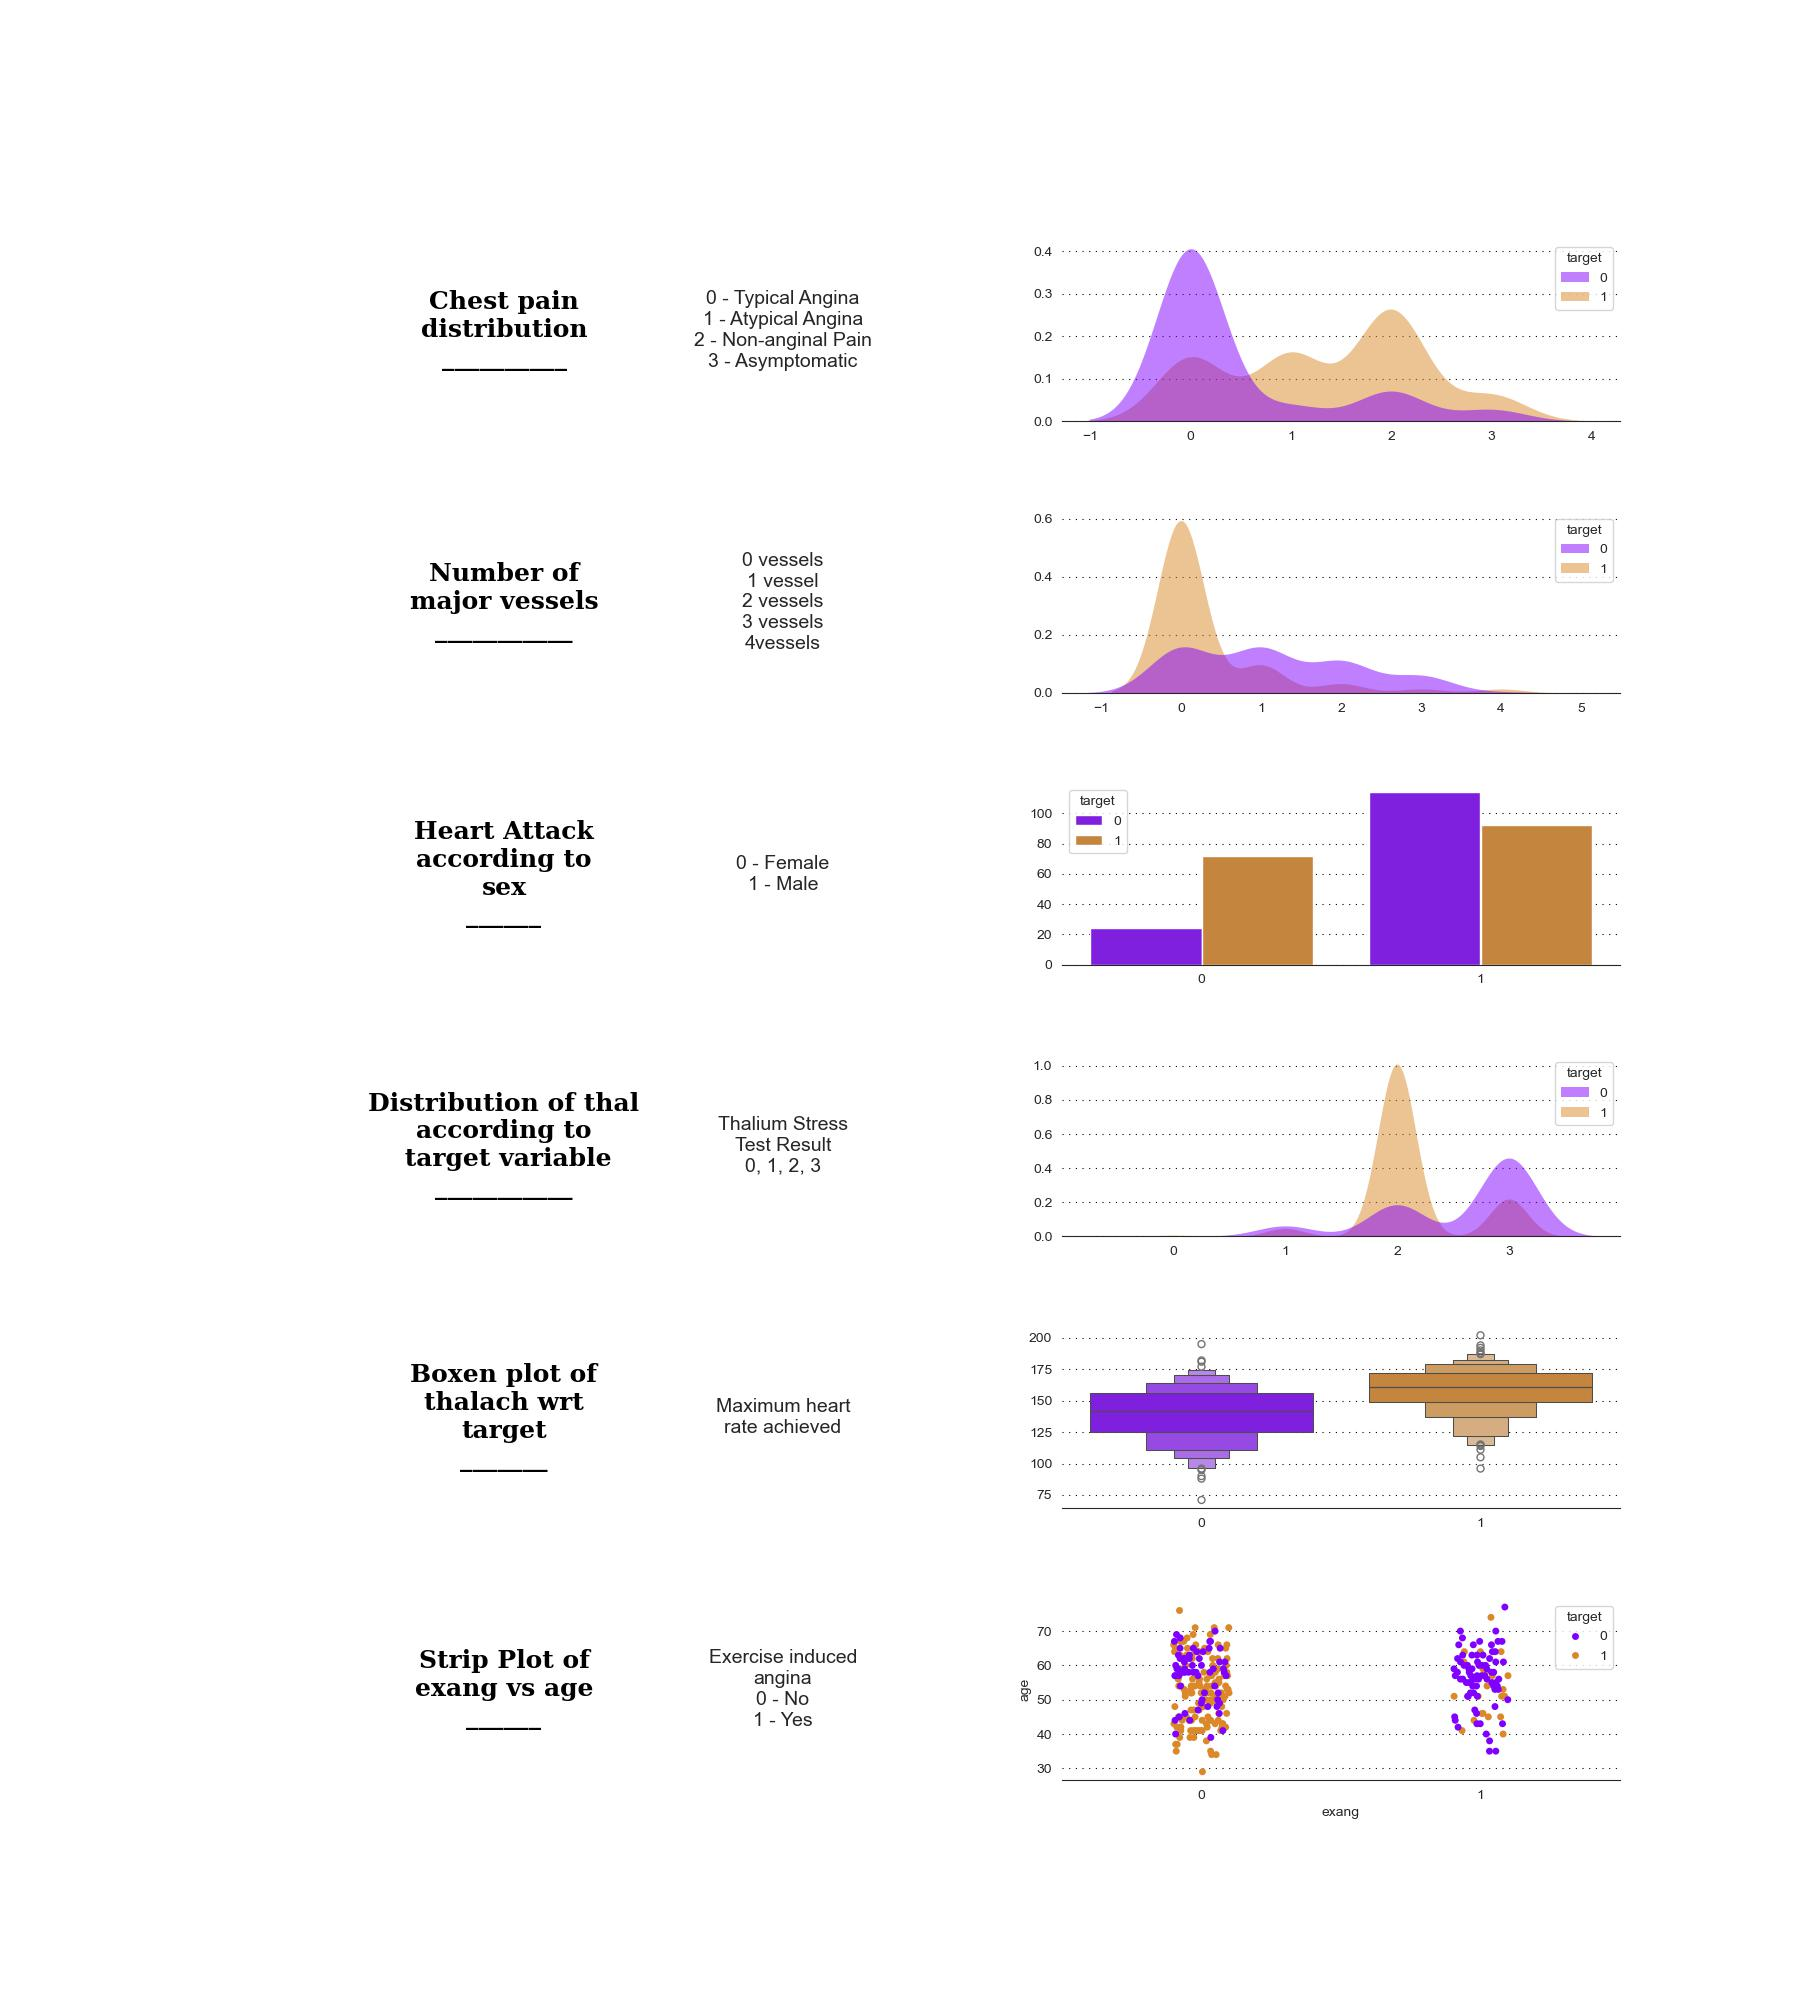 Chest pain
distribution
__________
0 - Typical Angina
1 - Atypical Angina
2 - Non-anginal Pain
3 - Asymptomatic
0.4
0.3
0.2
0.1
0.0
−1 0 1 2 3 4
target
0
1
Number of
major vessels
___________
0 vessels
1 vessel
2 vessels
3 vessels
4vessels
0.6
0.4
0.2
0.0
−1 0 1 2 3 4 5
target
0
1
Heart Attack
according to
sex
______
0 - Female
1 - Male
100
80
60
40
20
0
0 1
target
0
1
Distribution of thal
according to
target variable
___________
Thalium Stress
Test Result
0, 1, 2, 3
1.0
0.8
0.6
0.4
0.2
0.0
0 1 2 3
target
0
1
Boxen plot of
thalach wrt
target
_______
Maximum heart
rate achieved
200
175
150
125
100
75
0 1
Strip Plot of
exang vs age
______
Exercise induced
angina
0 - No
1 - Yes
age
70
60
50
40
30
0 1
exang
target
0
1